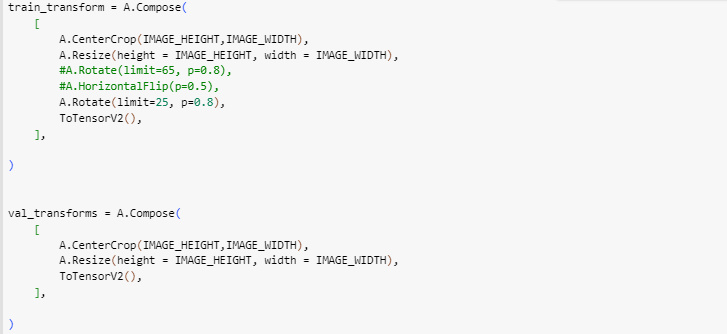 train_transform = A.Compose(
    [
        A.CenterCrop(IMAGE_HEIGHT,IMAGE_WIDTH),
        A.Resize(height = IMAGE_HEIGHT, width = IMAGE_WIDTH),
        #A.Rotate(limit=65, p=0.8),
        #A.HorizontalFlip(p=0.5),
        A.Rotate(limit=25, p=0.8),
        ToTensorV2(),
    ],
)
val_transforms = A.Compose(
    [
        A.CenterCrop(IMAGE_HEIGHT,IMAGE_WIDTH),
        A.Resize(height = IMAGE_HEIGHT, width = IMAGE_WIDTH),
        ToTensorV2(),
    ],
)